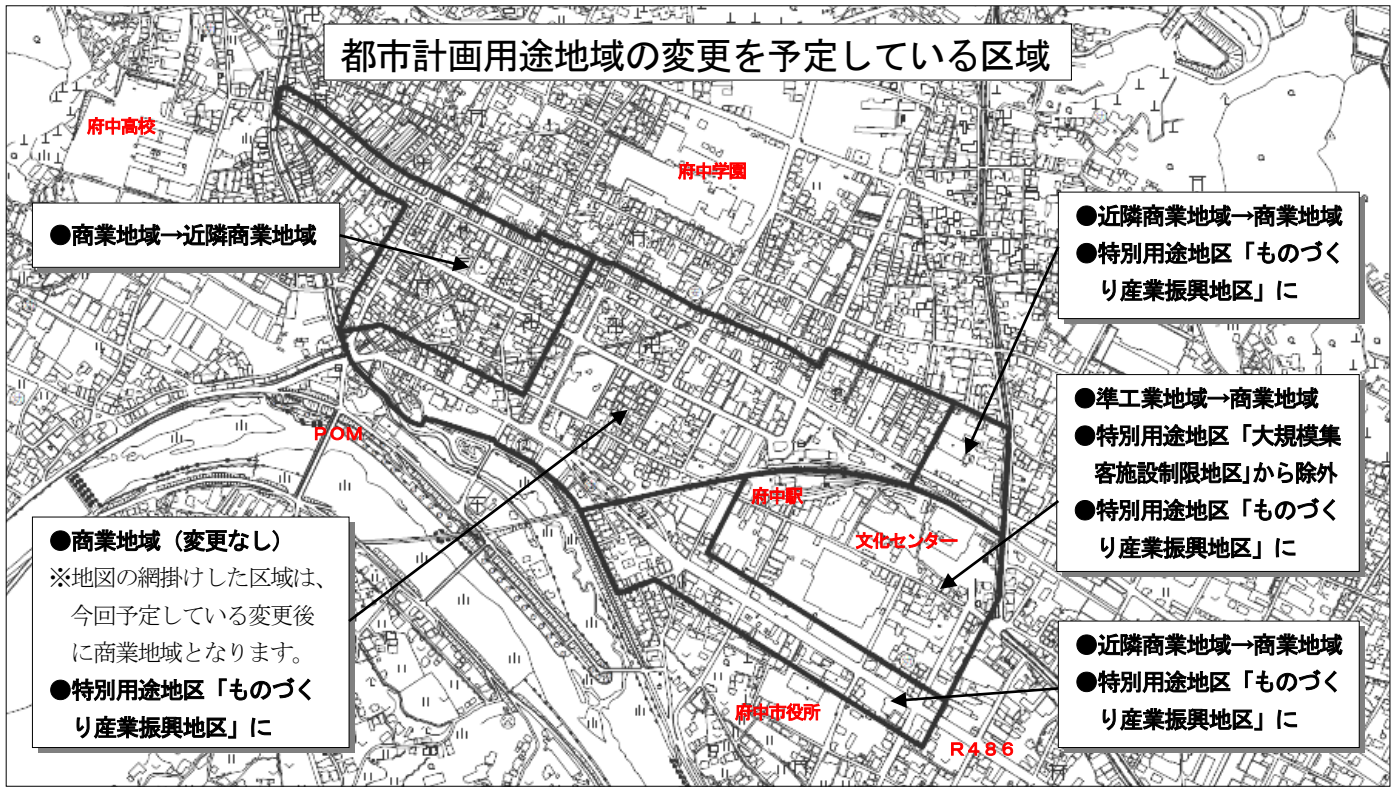 都市計画用途地域の変更を予定している区域
府中高校
府中学園
●商業地域→近隣商業地域
●近隣商業地域→商業地域
●特別用途地区「ものづく
り産業振興地区」に
POM
●準工業地域→商業地域
●特別用途地区「大規模集
客施設制限地区」から除外
●特別用途地区「ものづく
り産業振興地区」に
府中駅
文化センター
●商業地域（変更なし）
※地図の網掛けした区域は、
今回予定している変更後
に商業地域となります。
●特別用途地区「ものづく
り産業振興地区」に
●近隣商業地域→商業地域
●特別用途地区「ものづく
り産業振興地区」に
府中市役所
R486